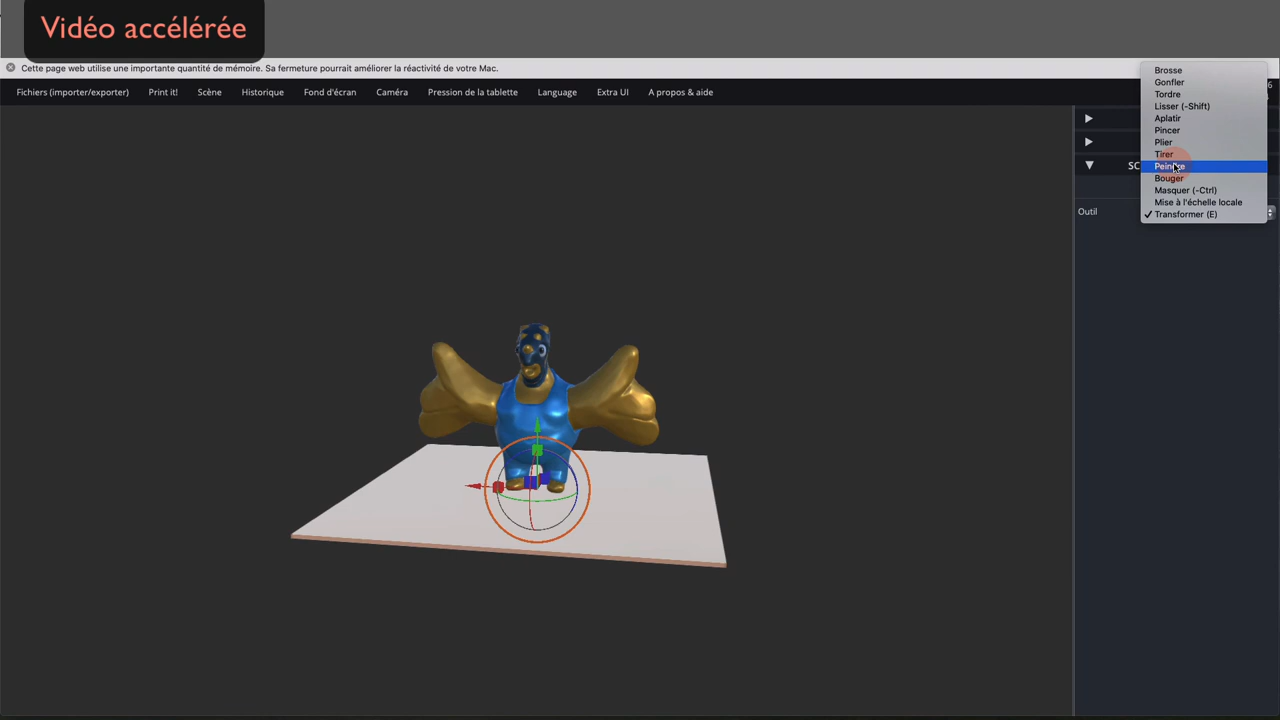 Vidéo accélérée
Cette page web utilise une importante quantité de mémoire. Sa fermeture pourrait améliorer la réactivité de votre Mac.
Fichiers (importer/exporter) Print it! Scène Historique Fond d'écran Caméra Pression de la tablette Language Extra UI A propos & aide
Brosse
Gonfler
Tordre
Lisser (-Shift)
Aplatir
Pincer
Plier
Tirer
Peindre
Bouger
Masquer (-Ctrl)
Mise à l'échelle locale
✓ Transformer (E)
SC
Outil